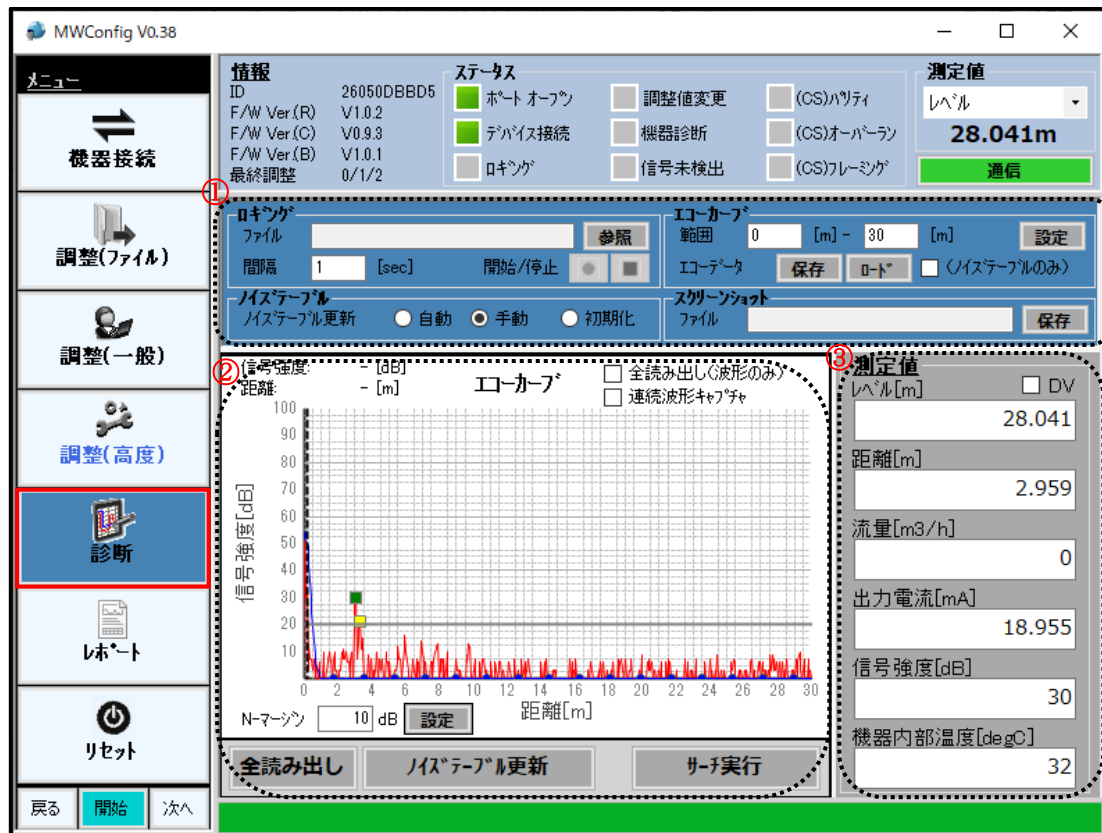 MWConfig V0.38
メニュー
機器接続
調整(ファイル)
調整(一般)
調整(高度)
診断
レポート
リセット
戻る 開始 次へ
情報
ID 26050DBBD5
F/W Ver.(R) V1.0.2
F/W Ver.(C) V0.9.3
F/W Ver.(B) V1.0.1
最終調整 0/1/2
ステータス
ポート オープン 調整値変更 (CS)パリティ
デバイス接続 機器診断 (CS)オーバーラン
ロギング 信号未検出 (CS)フレーミング
測定値
レベル
28.041m
通信
①
ロギング
ファイル 参照
間隔 1 [sec] 開始/停止
エコーカーブ
範囲 0 [m] - 30 [m] 設定
エコーデータ 保存 ロード (ノイズテーブルのみ)
ノイズテーブル
ノイズテーブル更新 自動 手動 初期化
スクリーンショット
ファイル 保存
②
信号強度: - [dB]
距離: - [m]
エコーカーブ
全読み出し(波形のみ)
連続波形キャプチャ
信号強度[dB]
100
90
80
70
60
50
40
30
20
10
0 2 4 6 8 10 12 14 16 18 20 22 24 26 28 30
距離[m]
N-マージン 10 dB 設定
全読み出し ノイズテーブル更新 サーチ実行
③
測定値
レベル[m] DV
28.041
距離[m]
2.959
流量[m3/h]
0
出力電流[mA]
18.955
信号強度[dB]
30
機器内部温度[degC]
32